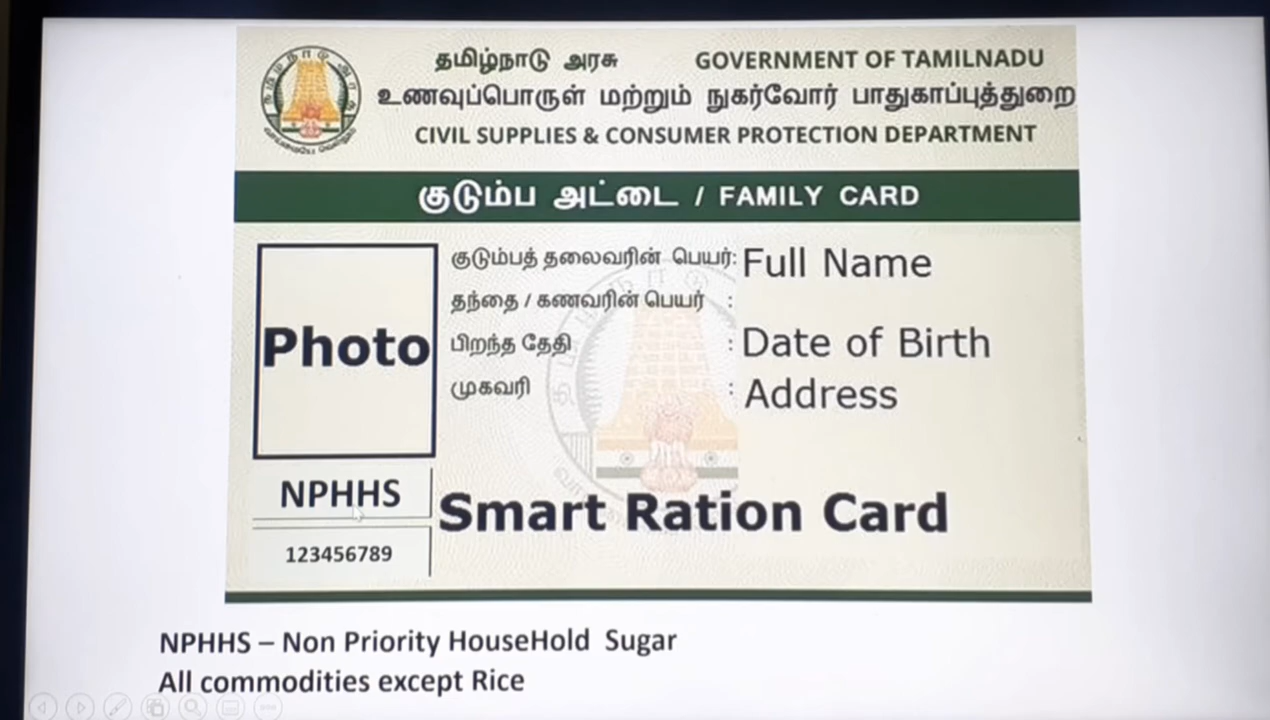 தமிழ்நாடு அரசு GOVERNMENT OF TAMILNADU
உணவுப்பொருள் மற்றும் நுகர்வோர் பாதுகாப்புத்துறை
CIVIL SUPPLIES & CONSUMER PROTECTION DEPARTMENT
குடும்ப அட்டை / FAMILY CARD
குடும்பத் தலைவரின் பெயர்: Full Name
தந்தை / கணவரின் பெயர் :
Photo
பிறந்த தேதி : Date of Birth
முகவரி : Address
NPHHS
Smart Ration Card
123456789
NPHHS – Non Priority HouseHold Sugar
All commodities except Rice